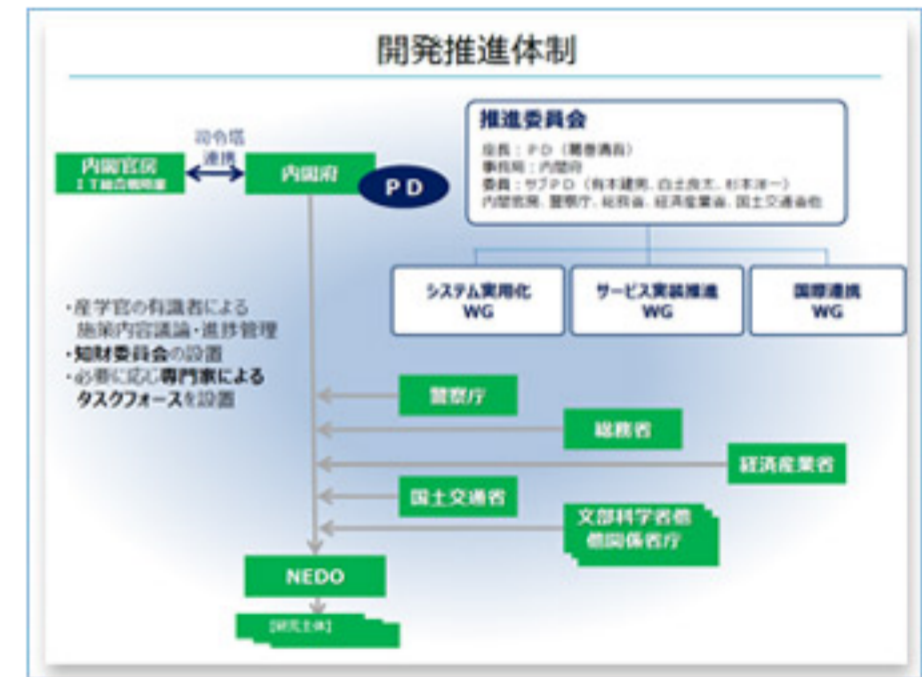 開発推進体制
司令塔
連携
内閣官房
IT総合戦略室
内閣府
PD
推進委員会
座長：PD（葛巻清吾）
事務局：内閣府
委員：サブPD（有本建男、白土良太、杉本洋一）
内閣官房、警察庁、総務省、経済産業省、国土交通省他
システム実用化
WG
サービス実装推進
WG
国際連携
WG
・産学官の有識者による
施策内容議論・進捗管理
・知財委員会の設置
・必要に応じ専門家による
タスクフォースを設置
警察庁
総務省
経済産業省
国土交通省
文部科学省他
他関係省庁
NEDO
【研究主体】